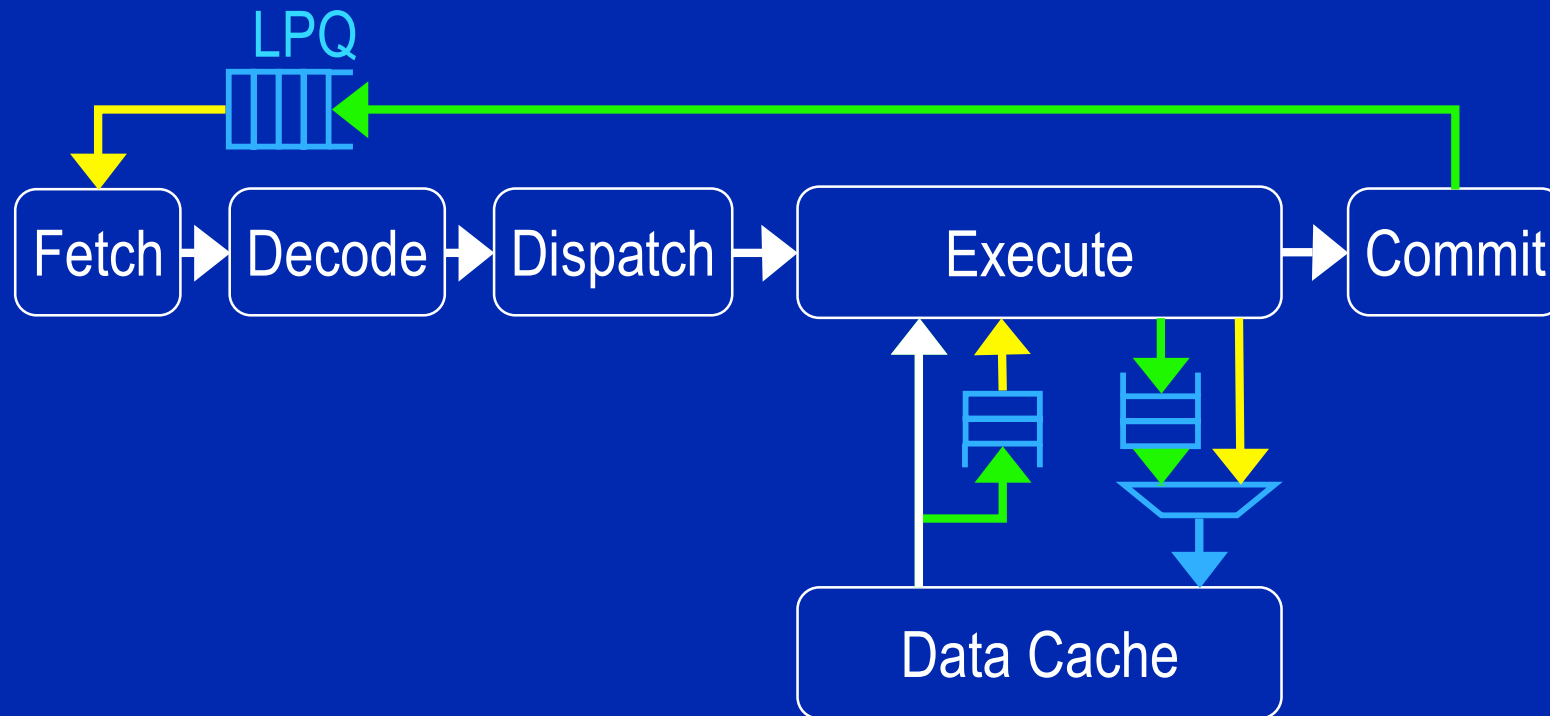 LPQ
Fetch
Decode
Dispatch
Execute
Commit
Data Cache